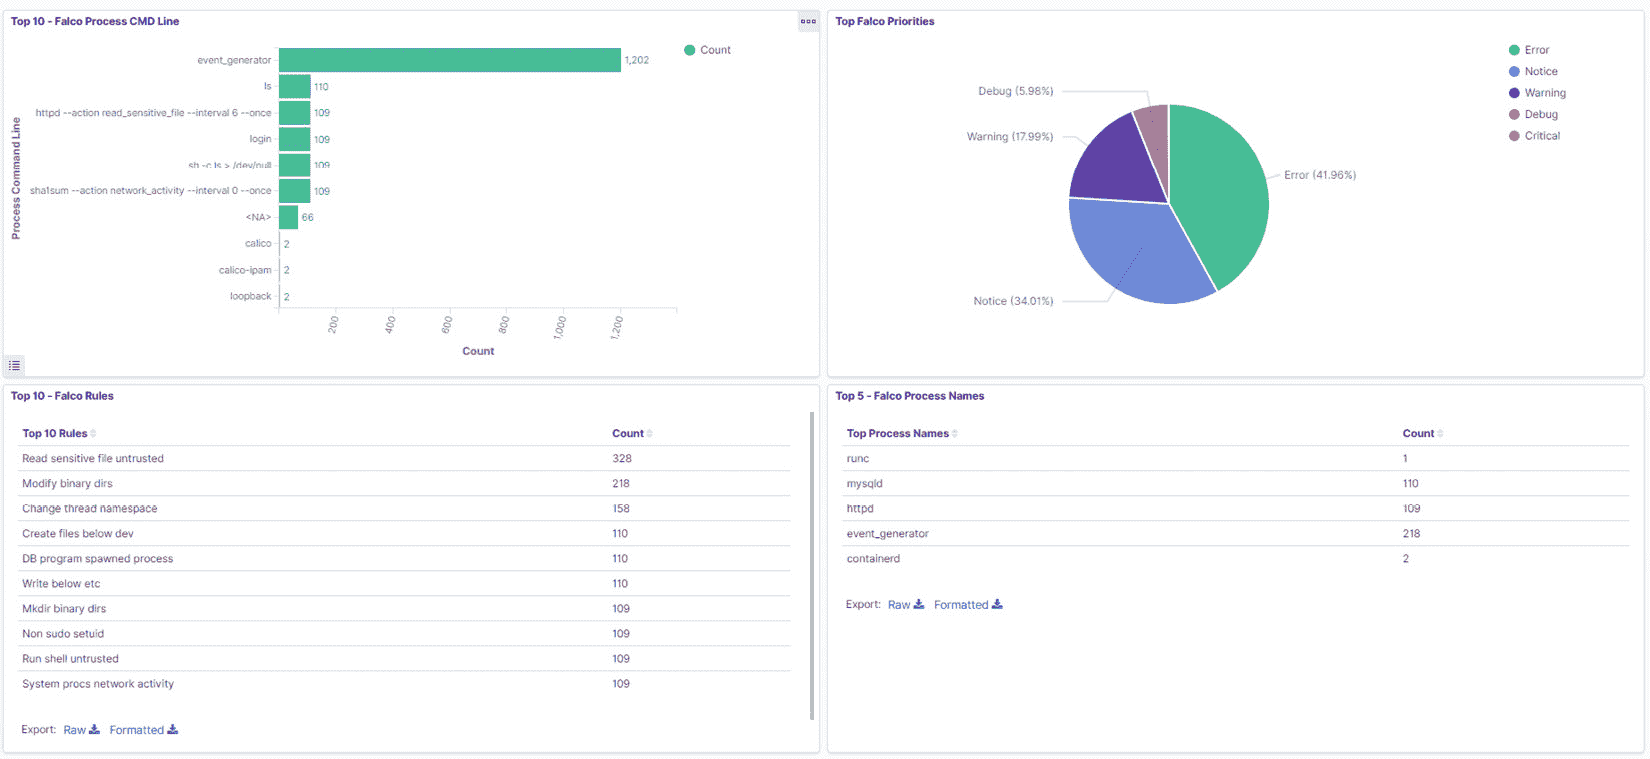 Top 10 - Falco Process CMD Line
Process Command Line
event_generator 1,202
ls 110
httpd --action read_sensitive_file --interval 6 --once 109
login 109
sh -c ls > /dev/null 109
sha1sum --action network_activity --interval 0 --once 109
<NA> 66
calico 2
calico-ipam 2
loopback 2
200 400 600 800 1,000 1,200
Count
Count
Top Falco Priorities
Debug (5.98%)
Warning (17.99%)
Error (41.96%)
Notice (34.01%)
Error
Notice
Warning
Debug
Critical
Top 10 - Falco Rules
Top 10 Rules Count
Read sensitive file untrusted 328
Modify binary dirs 218
Change thread namespace 158
Create files below dev 110
DB program spawned process 110
Write below etc 110
Mkdir binary dirs 109
Non sudo setuid 109
Run shell untrusted 109
System procs network activity 109
Export: Raw Formatted
Top 5 - Falco Process Names
Top Process Names Count
runc 1
mysqld 110
httpd 109
event_generator 218
containerd 2
Export: Raw Formatted